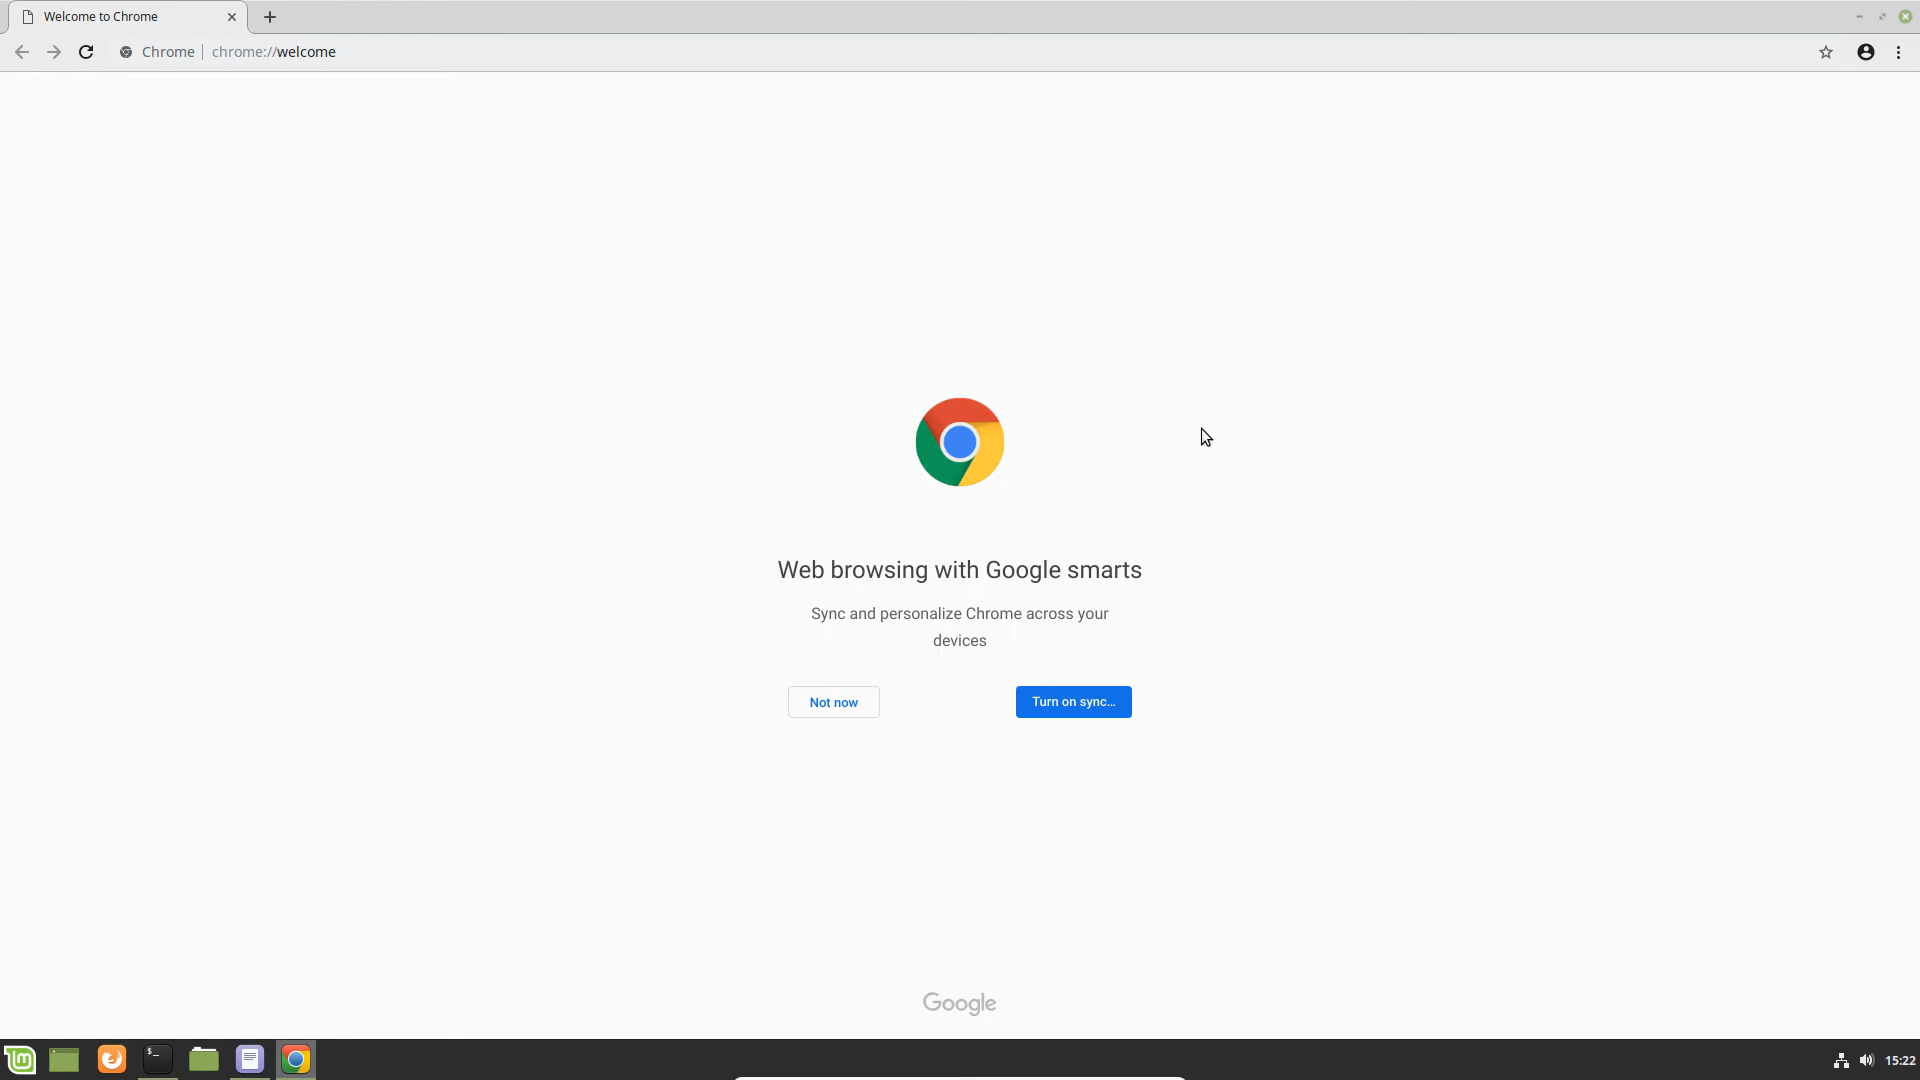 Welcome to Chrome
Chrome | chrome://welcome
Web browsing with Google smarts
Sync and personalize Chrome across your
devices
Not now
Turn on sync...
Google
$_
15:22